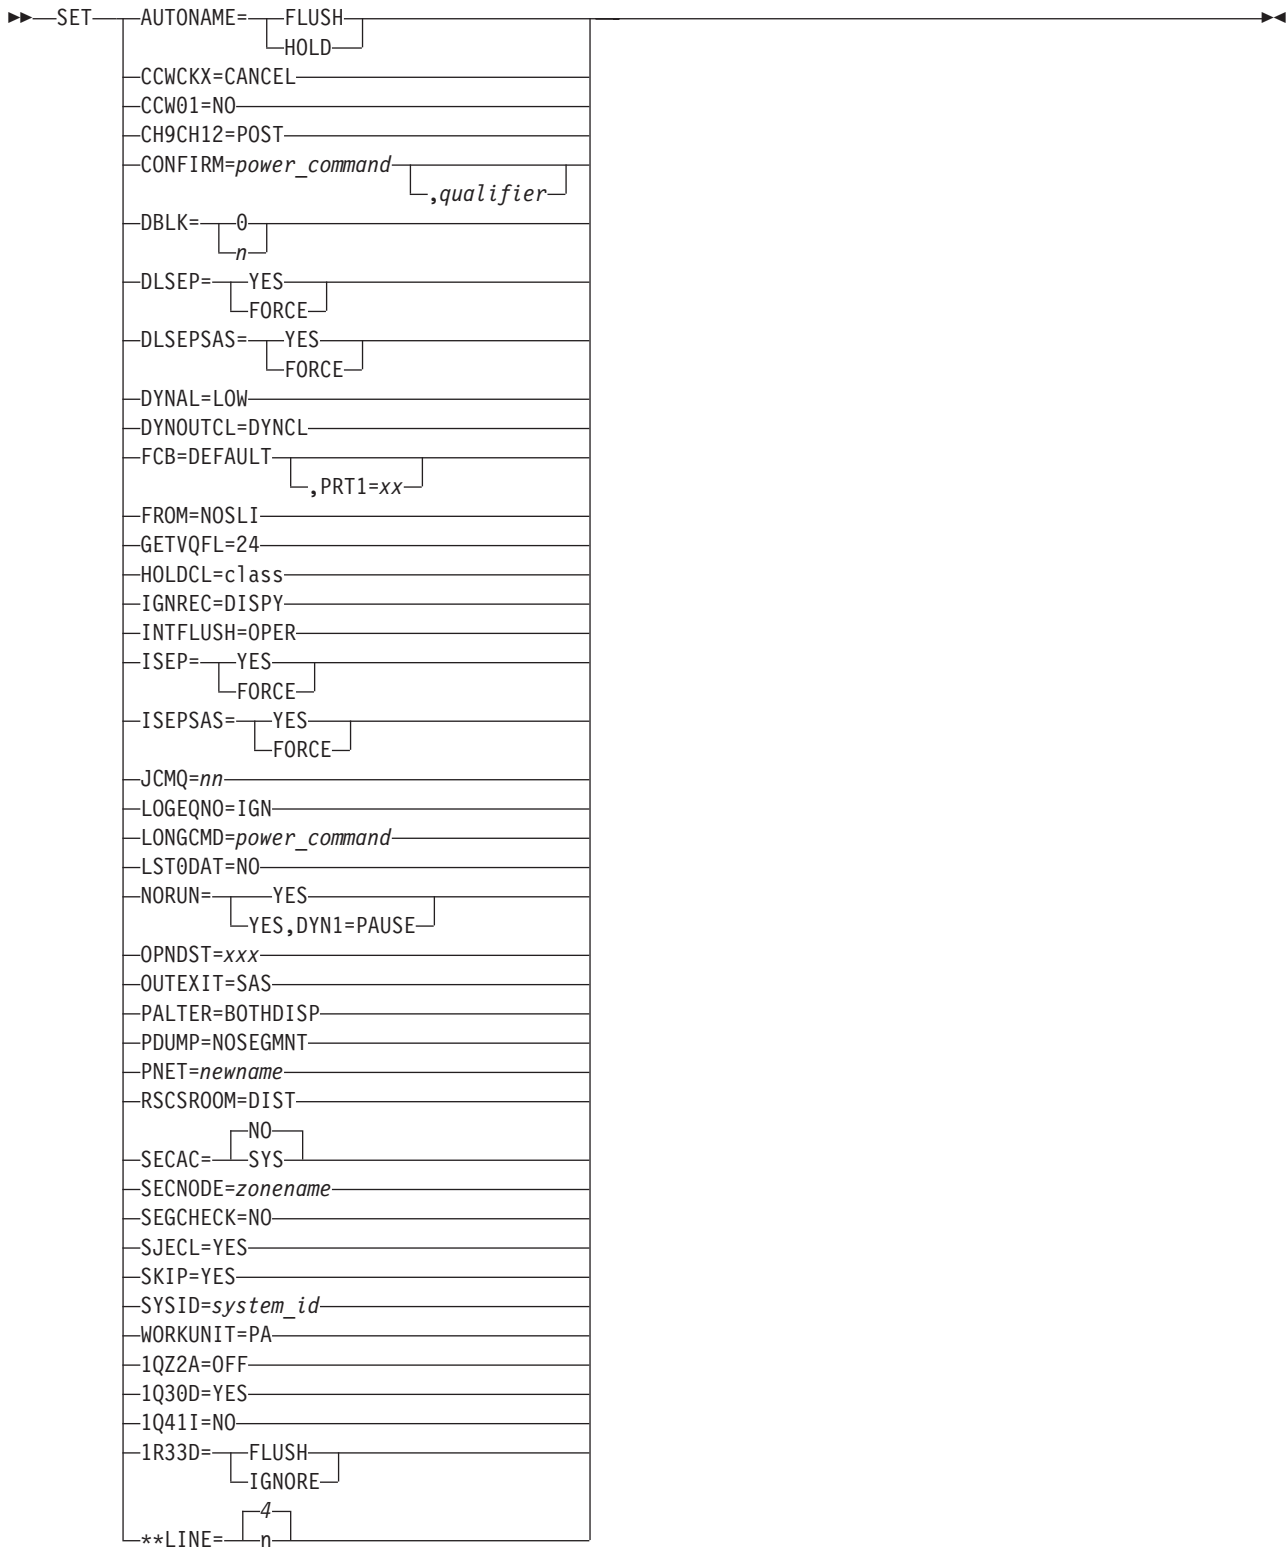 SET AUTONAME= FLUSH
HOLD
CCWCKX=CANCEL
CCW01=NO
CH9CH12=POST
CONFIRM=power_command
,qualifier
DBLK= 0
n
DLSEP= YES
FORCE
DLSEPSAS= YES
FORCE
DYNAL=LOW
DYNOUTCL=DYNCL
FCB=DEFAULT
,PRT1=xx
FROM=NOSLI
GETVQFL=24
HOLDCL=class
IGNREC=DISPY
INTFLUSH=OPER
ISEP= YES
FORCE
ISEPSAS= YES
FORCE
JCMQ=nn
LOGEQNO=IGN
LONGCMD=power_command
LST0DAT=NO
NORUN= YES
YES,DYN1=PAUSE
OPNDST=xxx
OUTEXIT=SAS
PALTER=BOTHDISP
PDUMP=NOSEGMNT
PNET=newname
RSCSROOM=DIST
NO
SECAC= SYS
SECNODE=zonename
SEGCHECK=NO
SJECL=YES
SKIP=YES
SYSID=system_id
WORKUNIT=PA
1QZ2A=OFF
1Q30D=YES
1Q41I=NO
1R33D= FLUSH
IGNORE
4
**LINE= n